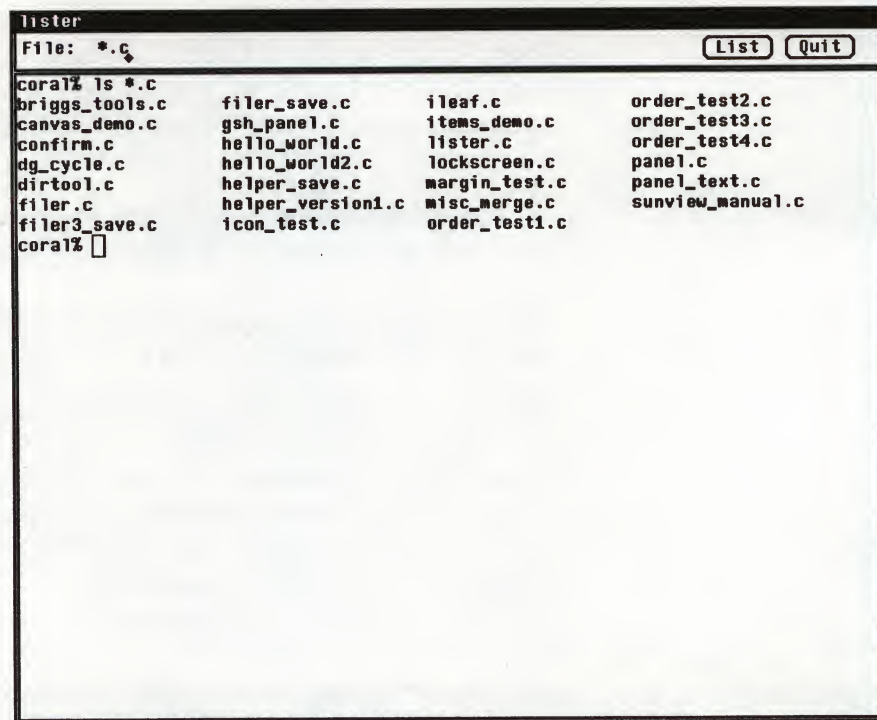 lister
File: *.c List Quit
coral% ls *.c
briggs_tools.c filer_save.c ileaf.c order_test2.c
canvas_demo.c gsh_panel.c items_demo.c order_test3.c
confirm.c hello_world.c lister.c order_test4.c
dg_cycle.c hello_world2.c lockscreen.c panel.c
dirtool.c helper_save.c margin_test.c panel_text.c
filer.c helper_version1.c misc_merge.c sunview_manual.c
filer3_save.c icon_test.c order_test1.c
coral%